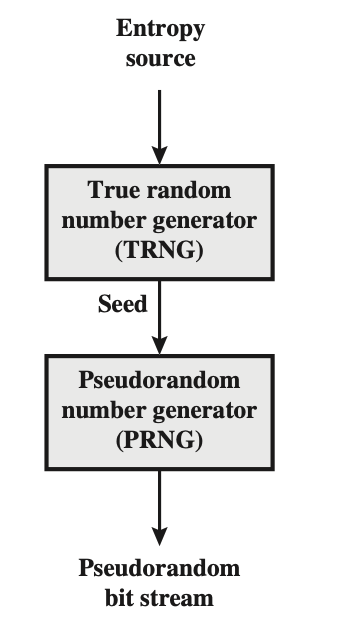 Entropy
source
True random
number generator
(TRNG)
Seed
Pseudorandom
number generator
(PRNG)
Pseudorandom
bit stream